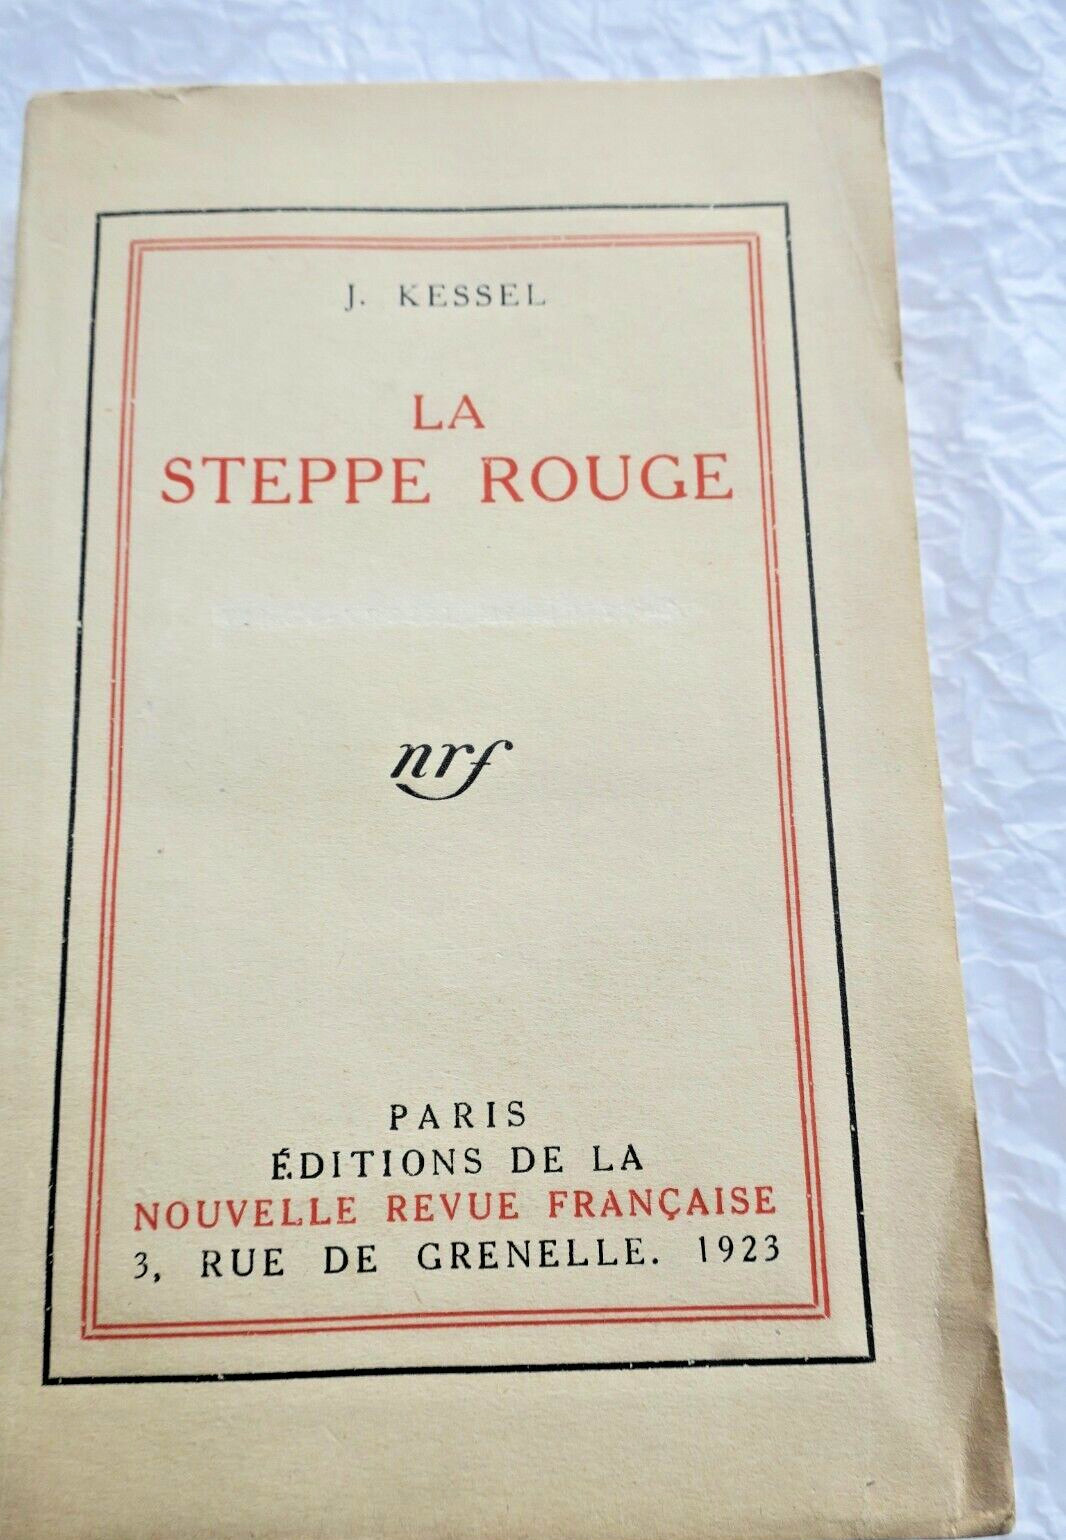 J. KESSEL
LA
STEPPE ROUGE
nrf
PARIS
ÉDITIONS DE LA
NOUVELLE REVUE FRANÇAISE
3, RUE DE GRENELLE. 1923